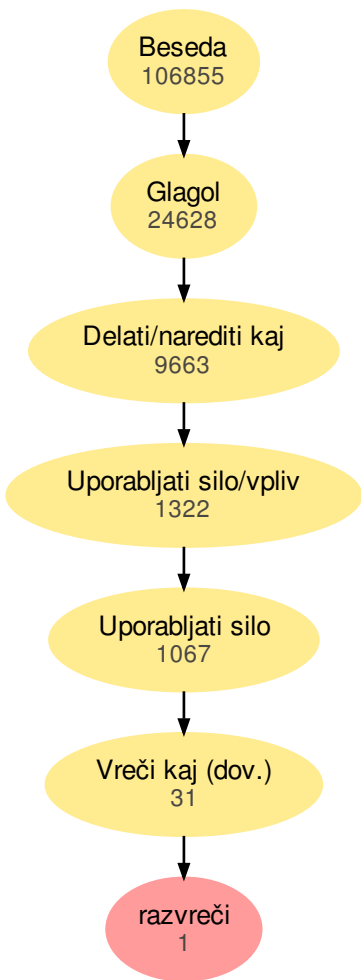 Beseda
106855
Glagol
24628
Delati/narediti kaj
9663
Uporabljati silo/vpliv
1322
Uporabljati silo
1067
Vreči kaj (dov.)
31
razvreči
1